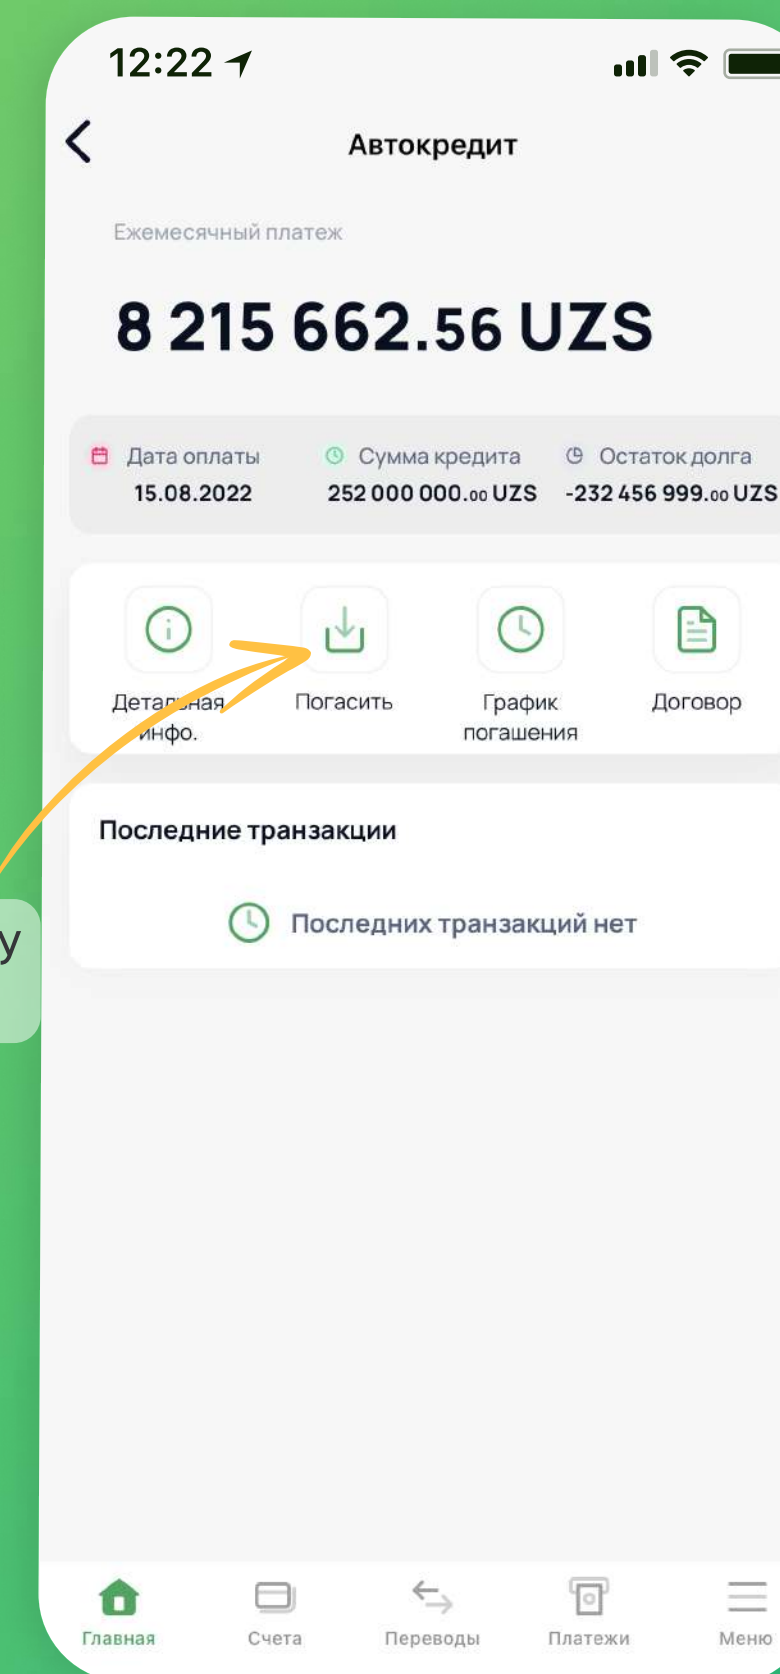 12:22
Автокредит
Ежемесячный платеж
8 215 662.56 UZS
Дата оплаты
15.08.2022
Сумма кредита
252 000 000.00 UZS
Остаток долга
-232 456 999.00 UZS
Детальная
инфо.
Погасить
График
погашения
Договор
Последние транзакции
Последних транзакций нет
у
Главная
Счета
Переводы
Платежи
Меню